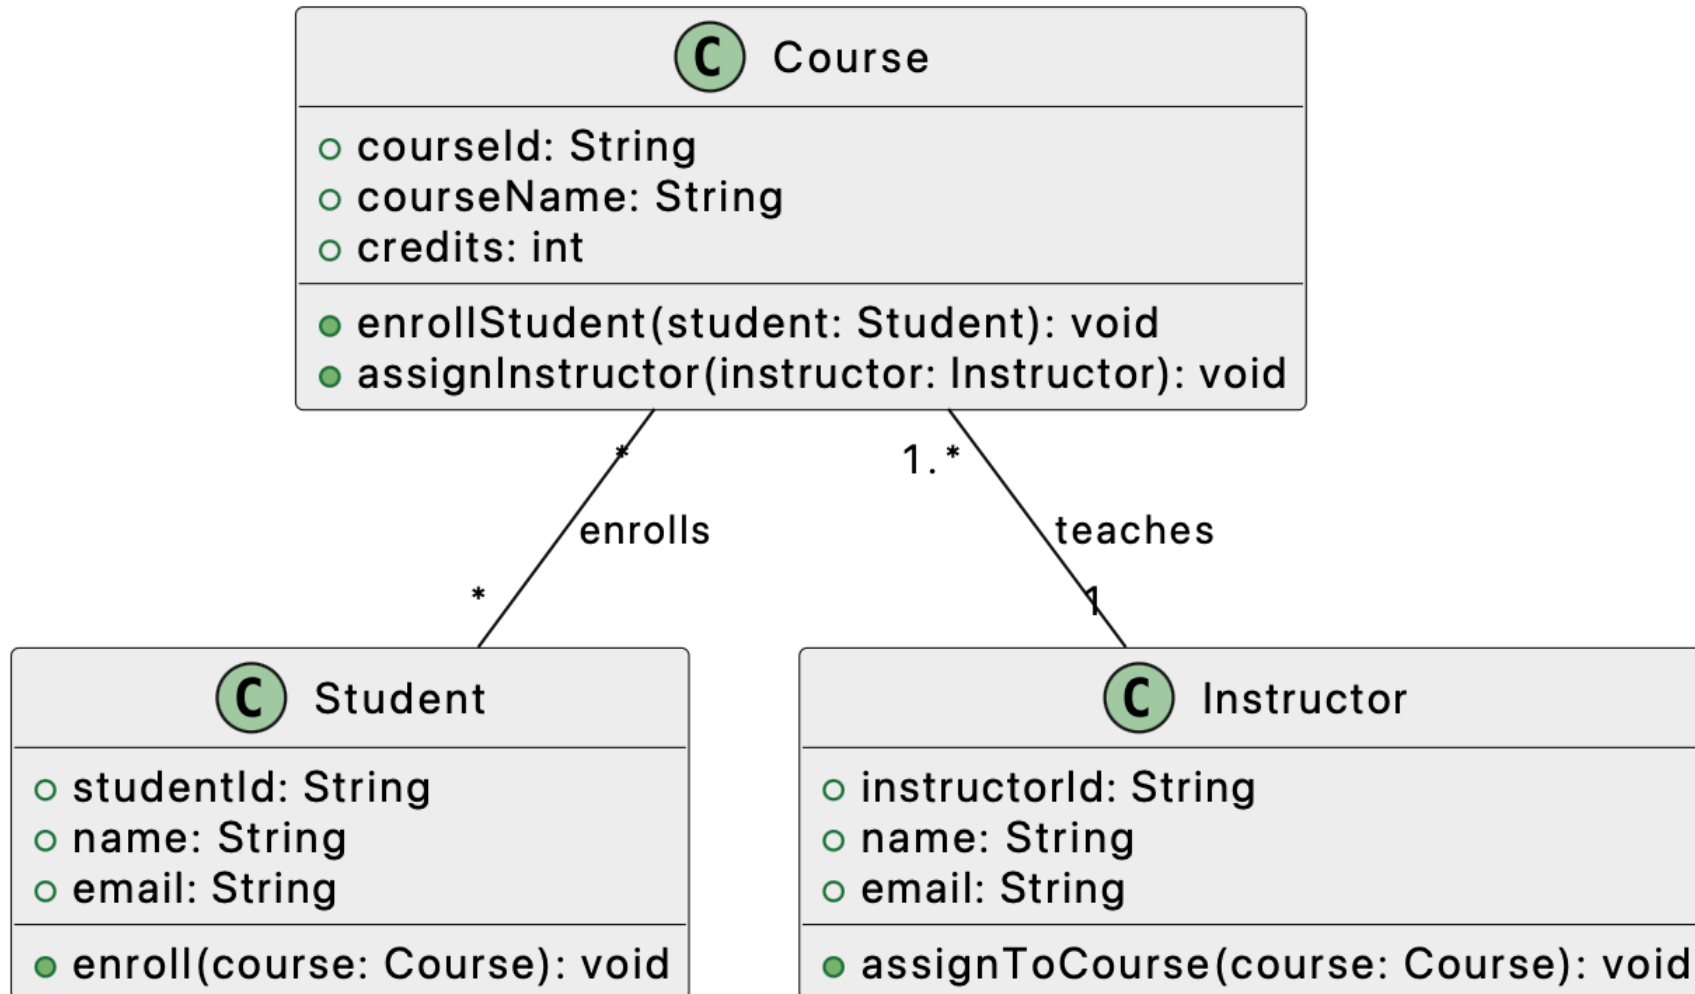 C Course
courseId: String
courseName: String
credits: int
enrollStudent(student: Student): void
assignInstructor(instructor: Instructor): void
*
1.*
enrolls
teaches
*
1
C Student
studentId: String
name: String
email: String
enroll(course: Course): void
C Instructor
instructorId: String
name: String
email: String
assignToCourse(course: Course): void